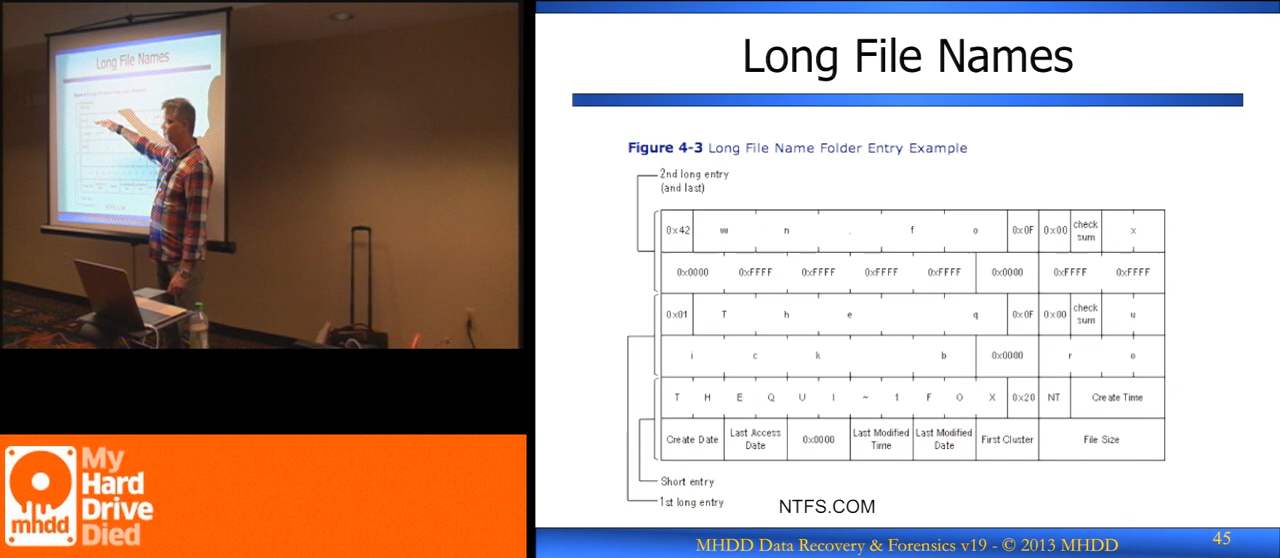 Long File Names
Long File Names
Figure 4-3 Long File Name Folder Entry Example
2nd long entry
(and last)
0x42 w n . f o 0x0F 0x00 check sum x
0x0000 0xFFFF 0xFFFF 0xFFFF 0xFFFF 0x0000 0xFFFF 0xFFFF
0x01 T h e q 0x0F 0x00 check sum u
i c k b 0x0000 r o
T H E Q U I ~ 1 F O X 0x20 NT Create Time
Create Date Last Access Date 0x0000 Last Modified Time Last Modified Date First Cluster File Size
Short entry
1st long entry
NTFS.COM
MHDD Data Recovery & Forensics v19 - © 2013 MHDD
45
mhdd
My
Hard
Drive
Died